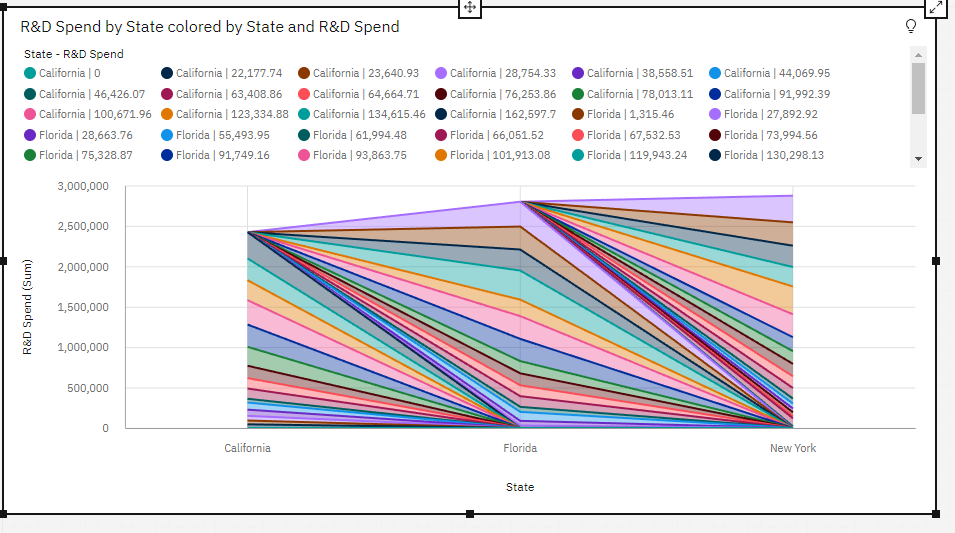 R&D Spend by State colored by State and R&D Spend
State - R&D Spend
California | 0 California | 22,177.74 California | 23,640.93 California | 28,754.33 California | 38,558.51 California | 44,069.95
California | 46,426.07 California | 63,408.86 California | 64,664.71 California | 76,253.86 California | 78,013.11 California | 91,992.39
California | 100,671.96 California | 123,334.88 California | 134,615.46 California | 162,597.7 Florida | 1,315.46 Florida | 27,892.92
Florida | 28,663.76 Florida | 55,493.95 Florida | 61,994.48 Florida | 66,051.52 Florida | 67,532.53 Florida | 73,994.56
Florida | 75,328.87 Florida | 91,749.16 Florida | 93,863.75 Florida | 101,913.08 Florida | 119,943.24 Florida | 130,298.13
3,000,000
2,500,000
2,000,000
1,500,000
1,000,000
500,000
0
R&D Spend (Sum)
California Florida New York
State